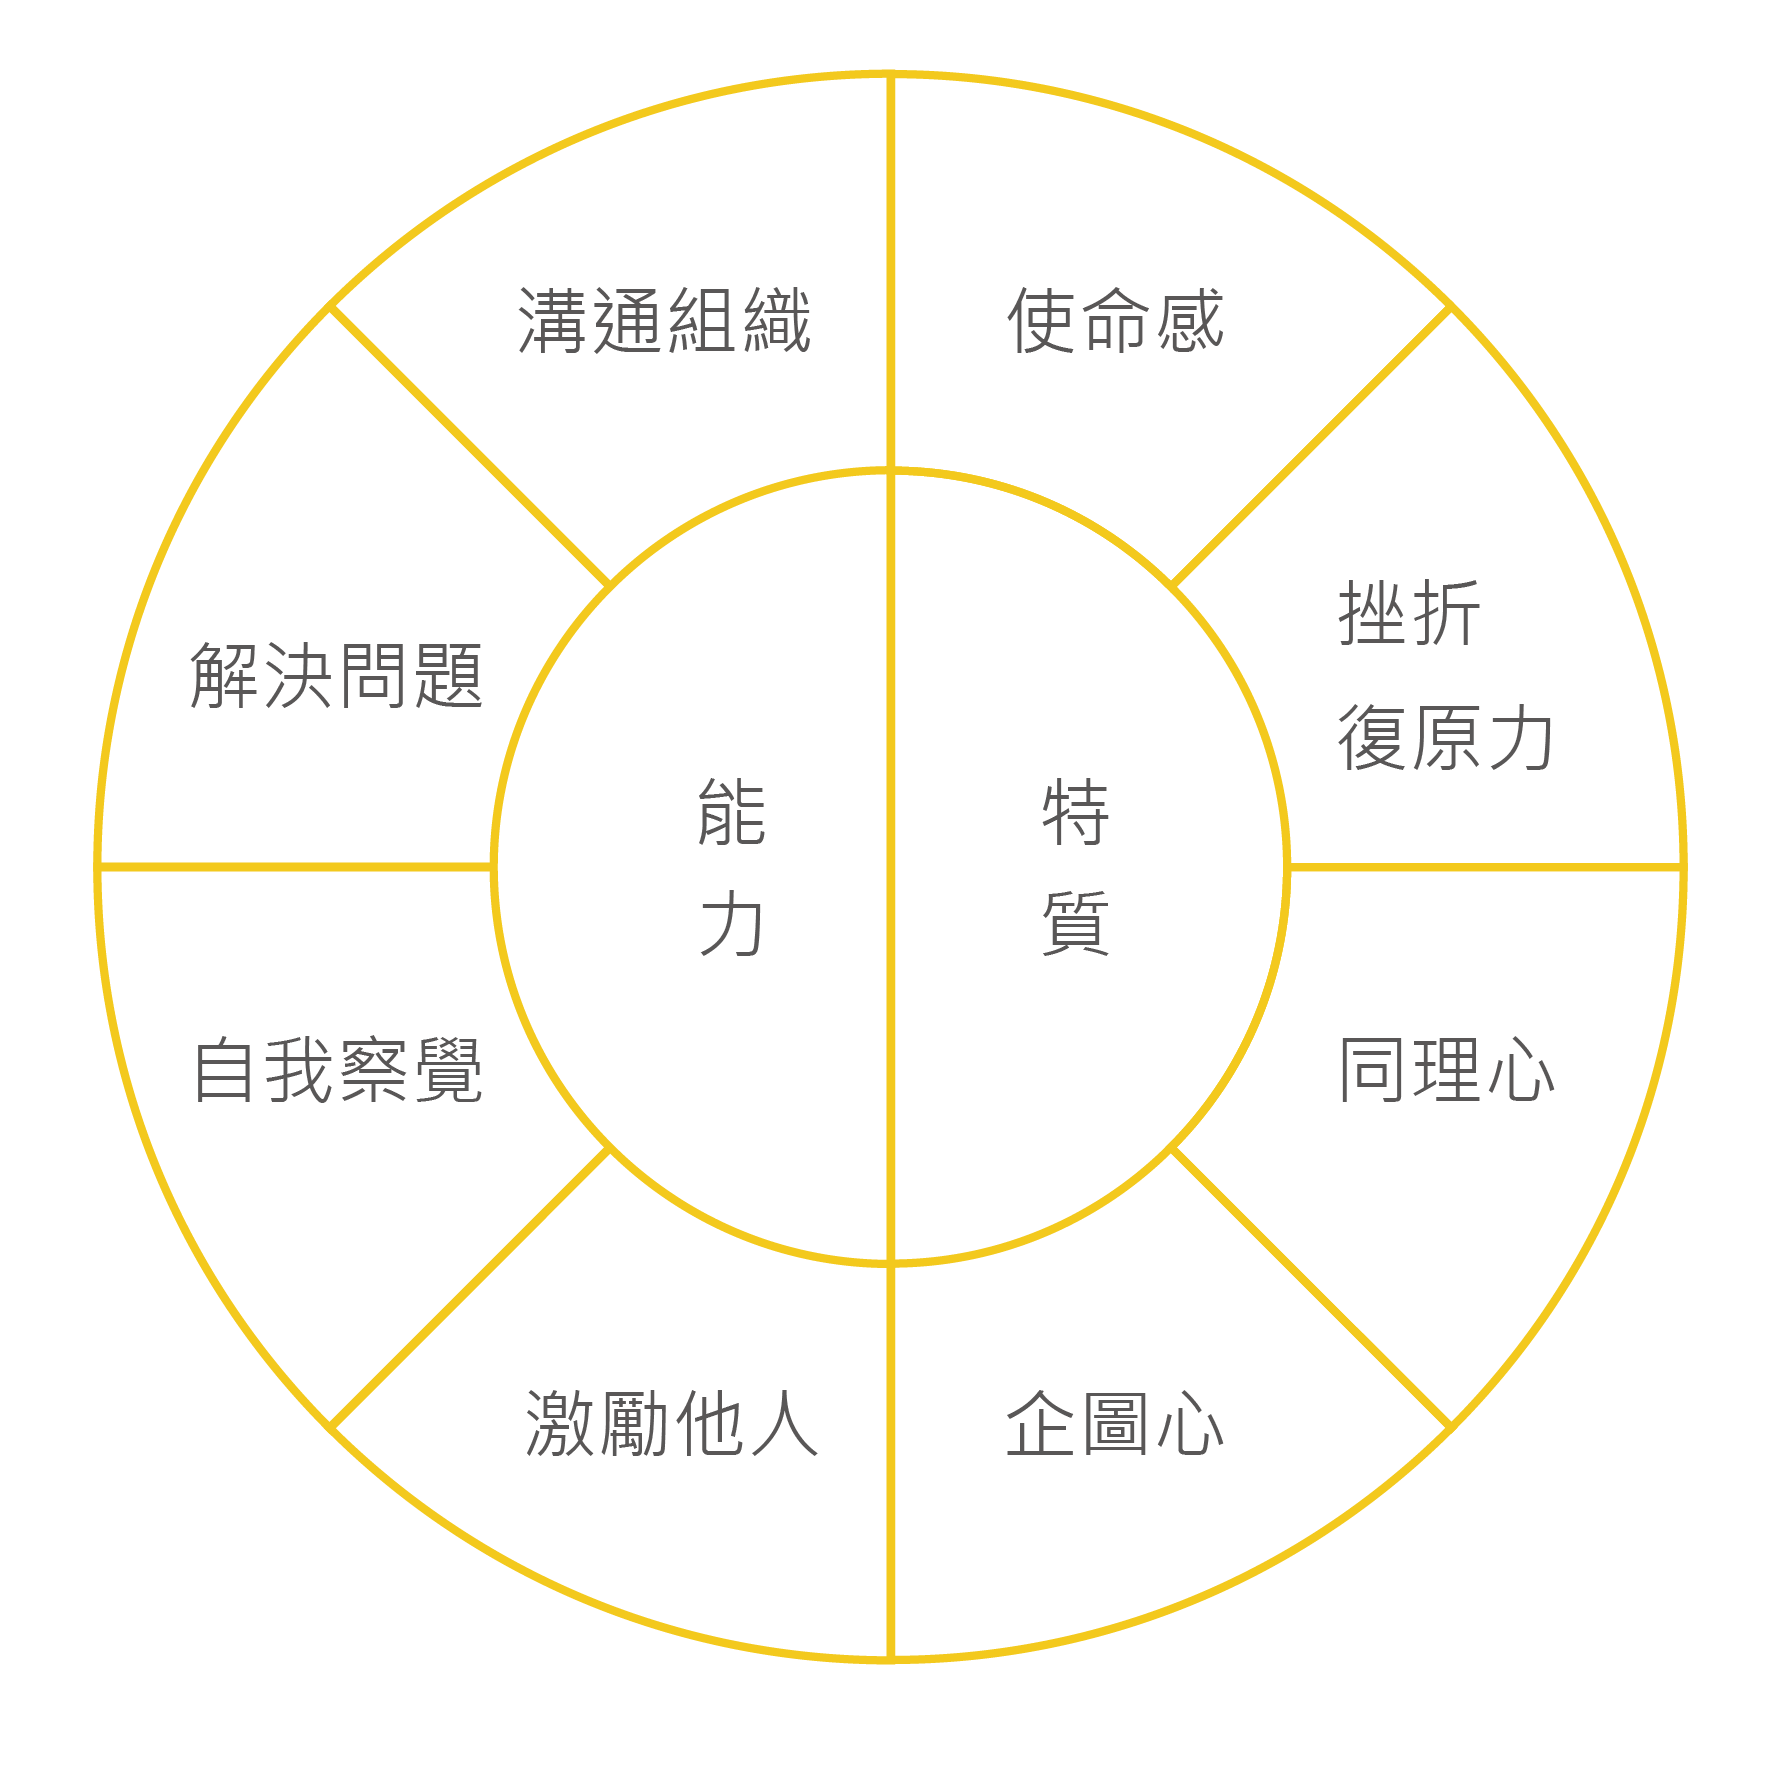 溝通組織
使命感
解決問題
挫折
復原力
能
力
特
質
自我察覺
同理心
激勵他人
企圖心